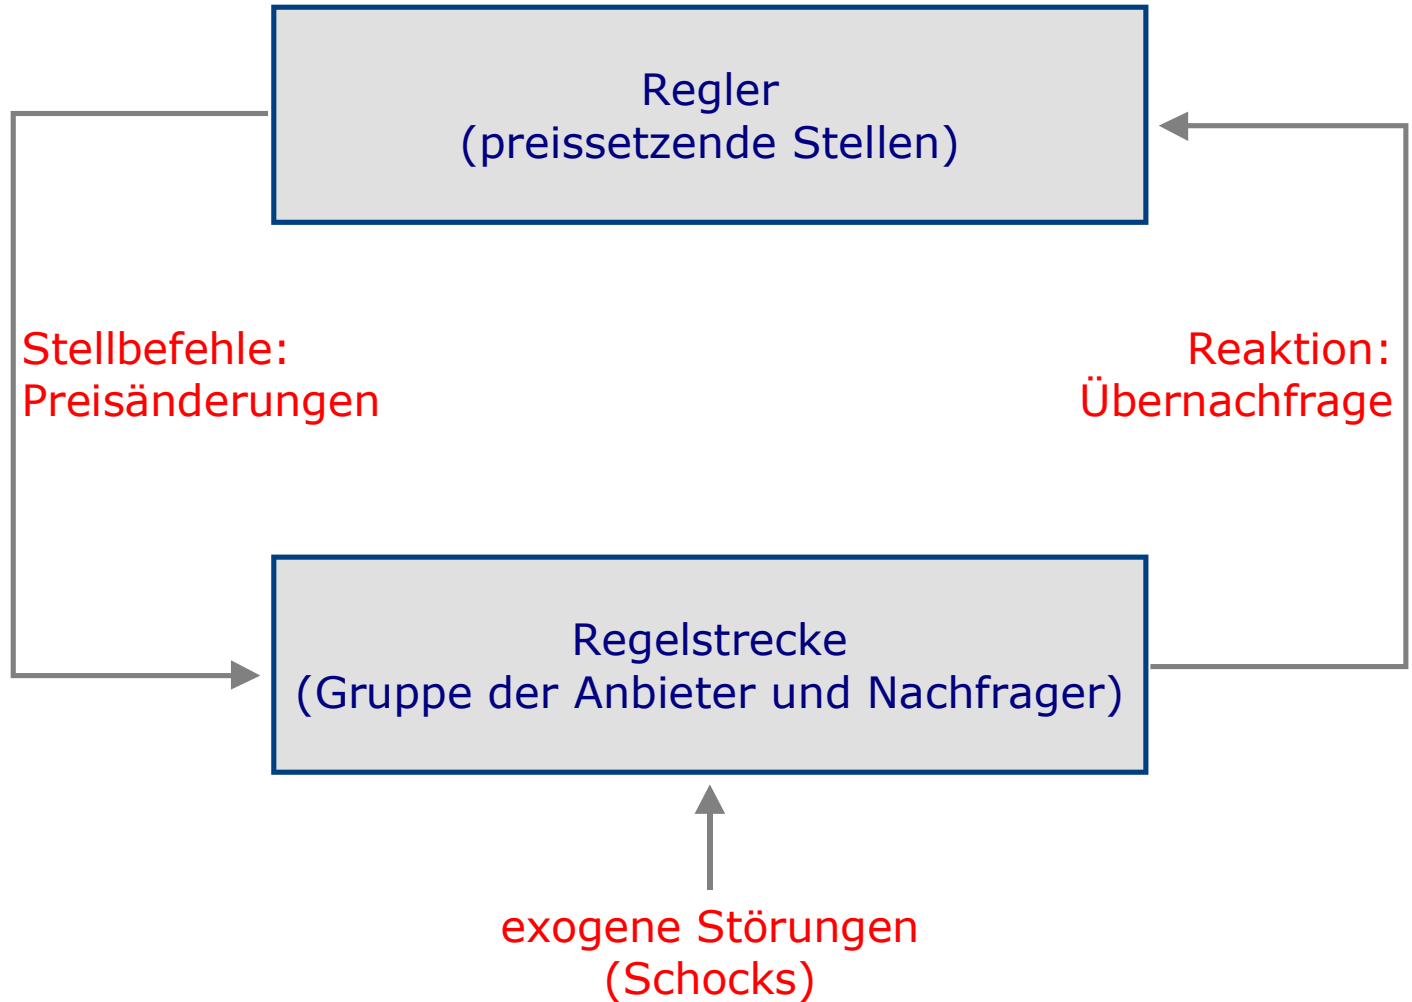 Regler
(preissetzende Stellen)
Stellbefehle:
Preisänderungen
Reaktion:
Übernachfrage
Regelstrecke
(Gruppe der Anbieter und Nachfrager)
exogene Störungen
(Schocks)